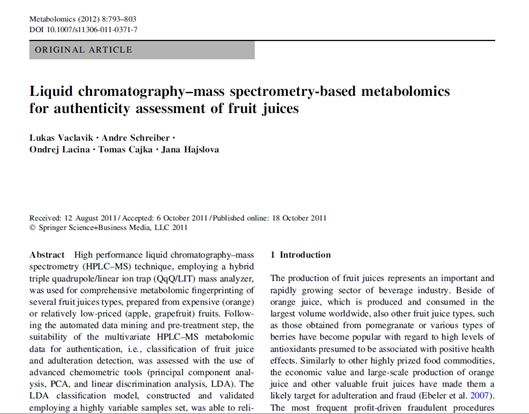 Metabolomics (2012) 8:793–803
DOI 10.1007/s11306-011-0371-7
ORIGINAL ARTICLE
Liquid chromatography–mass spectrometry-based metabolomics
for authenticity assessment of fruit juices
Lukas Vaclavik · Andre Schreiber ·
Ondrej Lacina · Tomas Cajka · Jana Hajslova
Received: 12 August 2011 / Accepted: 6 October 2011 / Published online: 18 October 2011
© Springer Science+Business Media, LLC 2011
Abstract High performance liquid chromatography–mass
spectrometry (HPLC–MS) technique, employing a hybrid
triple quadrupole/linear ion trap (QqQ/LIT) mass analyzer,
was used for comprehensive metabolomic fingerprinting of
several fruit juices types, prepared from expensive (orange)
or relatively low-priced (apple, grapefruit) fruits. Follow-
ing the automated data mining and pre-treatment step, the
suitability of the multivariate HPLC–MS metabolomic
data for authentication, i.e., classification of fruit juice
and adulteration detection, was assessed with the use of
advanced chemometric tools (principal component anal-
ysis, PCA, and linear discrimination analysis, LDA). The
LDA classification model, constructed and validated
employing a highly variable samples set, was able to reli-
1 Introduction
The production of fruit juices represents an important and
rapidly growing sector of beverage industry. Beside of
orange juice, which is produced and consumed in the
largest volume worldwide, also other fruit juice types, such
as those obtained from pomegranate or various types of
berries have become popular with regard to high levels of
antioxidants presumed to be associated with positive health
effects. Similarly to other highly prized food commodities,
the economic value and large-scale production of orange
juice and other valuable fruit juices have made them a
likely target for adulteration and fraud (Ebeler et al. 2007).
The most frequent profit-driven fraudulent procedures